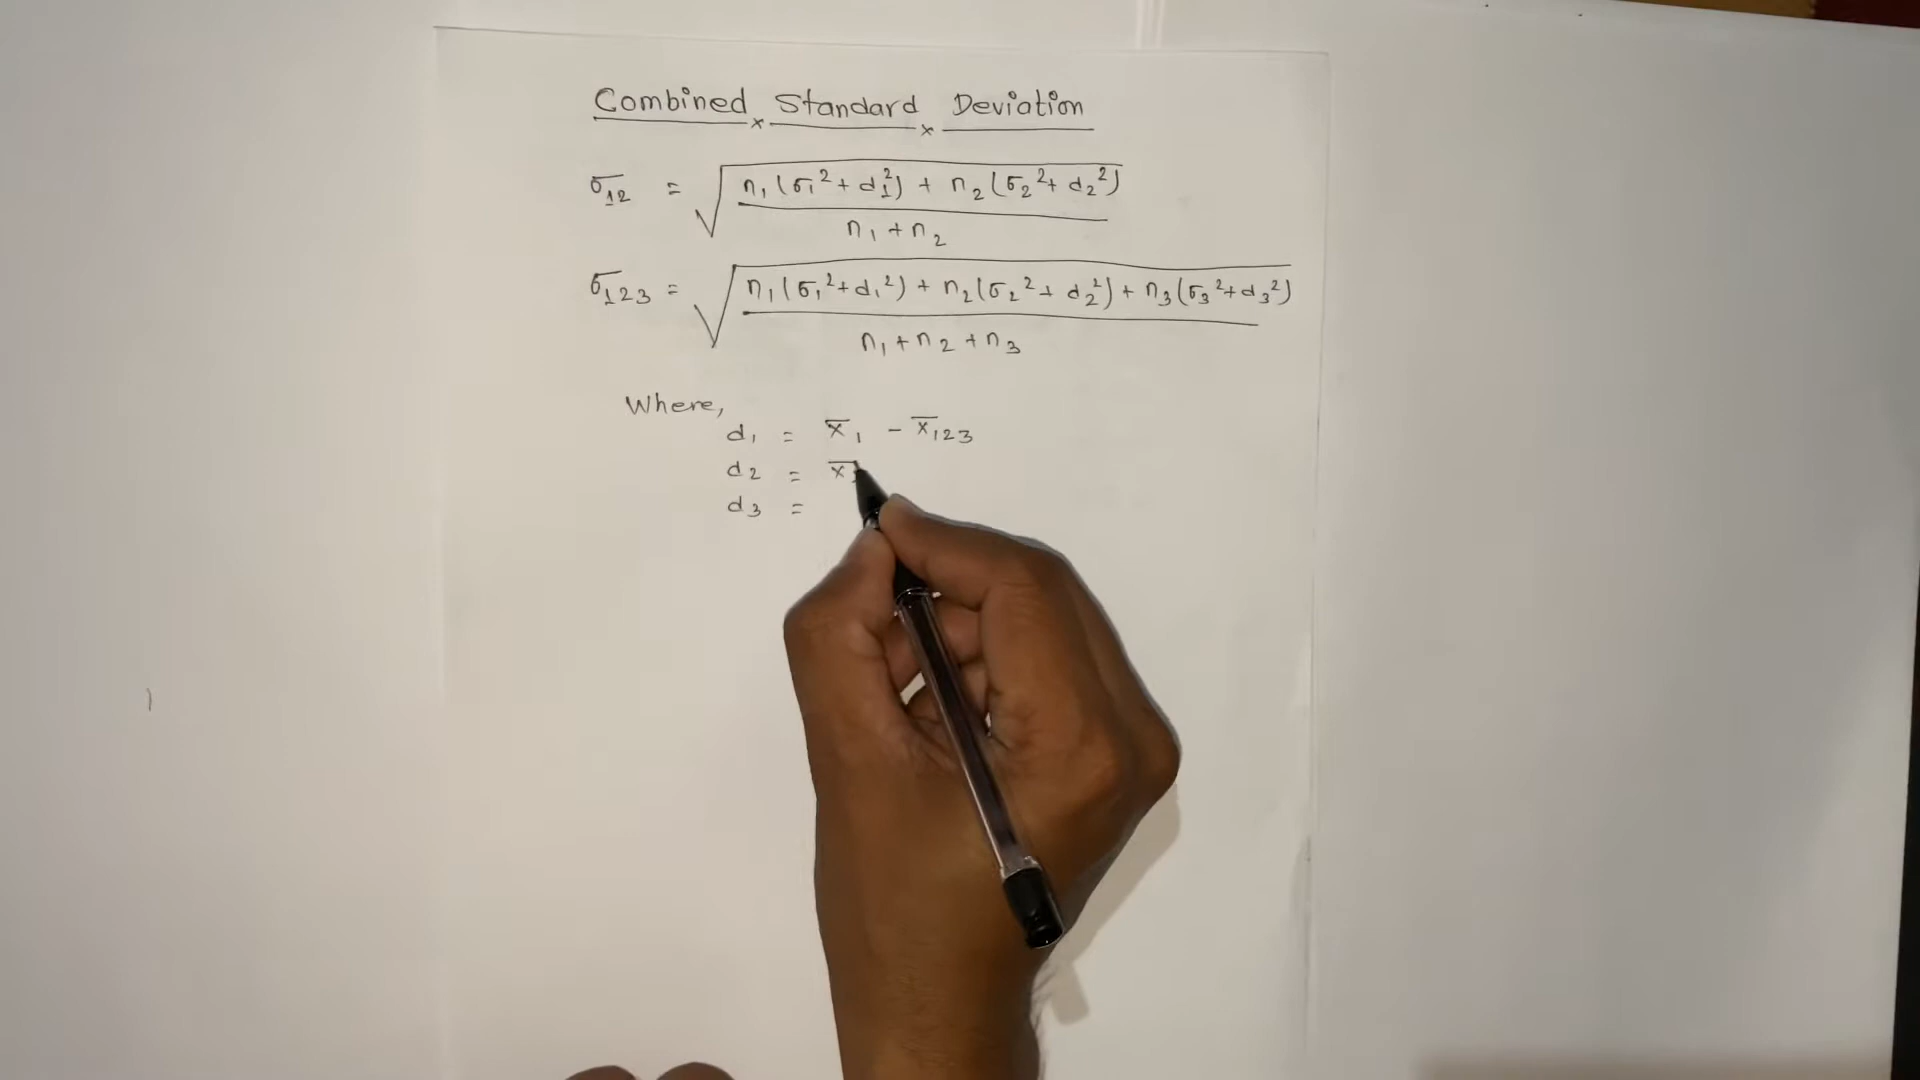 Combined Standard Deviation
σ₁₂ = √((n₁(σ₁² + d₁²) + n₂(σ₂² + d₂²)) / (n₁ + n₂))
σ₁₂₃ = √((n₁(σ₁² + d₁²) + n₂(σ₂² + d₂²) + n₃(σ₃² + d₃²)) / (n₁ + n₂ + n₃))
Where,
d₁ = x̄₁ - x̄₁₂₃
d₂ = x̄
d₃ =